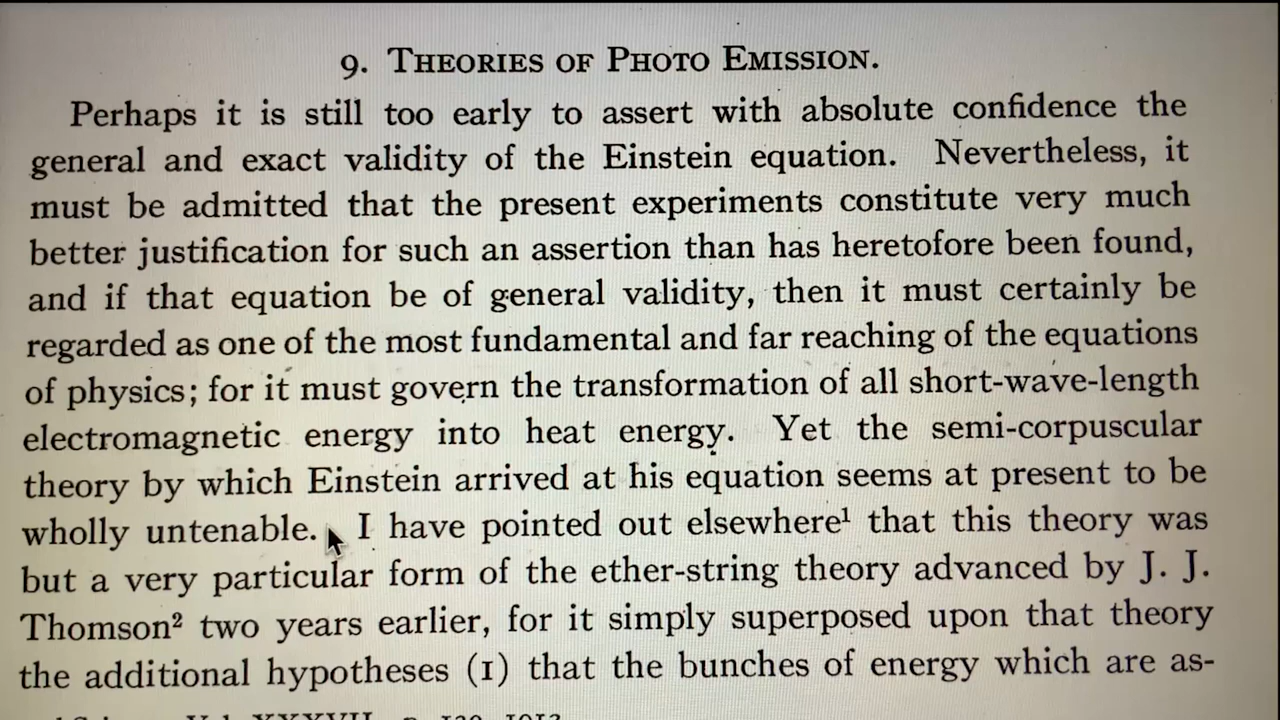 9. THEORIES OF PHOTO EMISSION.
Perhaps it is still too early to assert with absolute confidence the
general and exact validity of the Einstein equation. Nevertheless, it
must be admitted that the present experiments constitute very much
better justification for such an assertion than has heretofore been found,
and if that equation be of general validity, then it must certainly be
regarded as one of the most fundamental and far reaching of the equations
of physics; for it must govern the transformation of all short-wave-length
electromagnetic energy into heat energy. Yet the semi-corpuscular
theory by which Einstein arrived at his equation seems at present to be
wholly untenable. I have pointed out elsewhere¹ that this theory was
but a very particular form of the ether-string theory advanced by J. J.
Thomson² two years earlier, for it simply superposed upon that theory
the additional hypotheses (1) that the bunches of energy which are as-